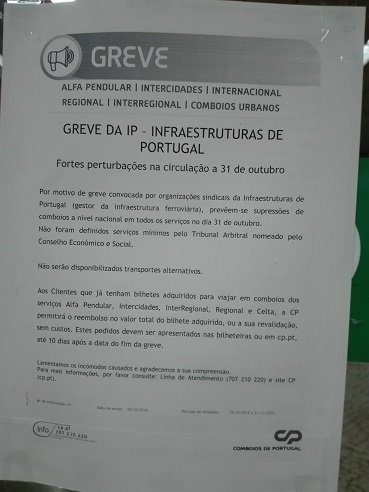 GREVE
ALFA PENDULAR | INTERCIDADES | INTERNACIONAL
REGIONAL | INTERREGIONAL | COMBOIOS URBANOS
GREVE DA IP – INFRAESTRUTURAS DE
PORTUGAL
Fortes perturbações na circulação a 31 de outubro
Por motivo de greve convocada por organizações sindicais da Infraestruturas de
Portugal (gestor da Infraestrutura ferroviária), prevêem-se supressões de
comboios a nível nacional em todos os serviços no dia 31 de outubro.
Não foram definidos serviços mínimos pelo Tribunal Arbitral nomeado pelo
Conselho Económico e Social.
Não serão disponibilizados transportes alternativos.
Aos Clientes que já tenham bilhetes adquiridos para viajar em comboios dos
serviços Alfa Pendular, Intercidades, InterRegional, Regional e Celta, a CP
permitirá o reembolso no valor total do bilhete adquirido, ou a sua revalidação,
sem custos. Estes pedidos devem ser apresentados nas bilheteiras ou em cp.pt,
até 10 dias após a data do fim da greve.
Lamentamos os incómodos causados e agradecemos a sua compreensão.
Para mais informações, por favor consulte: Linha de Atendimento (707 210 220) e site CP
(cp.pt).
info
cp.pt
707 210 220
CP
COMBOIOS DE PORTUGAL